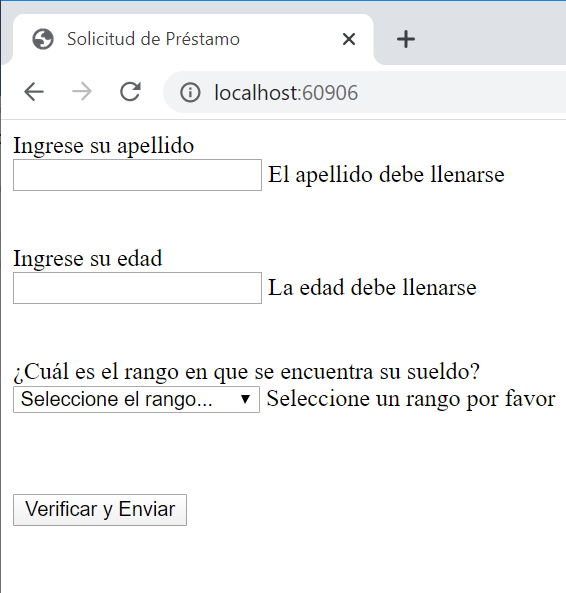 Solicitud de Préstamo
localhost:60906
Ingrese su apellido
El apellido debe llenarse
Ingrese su edad
La edad debe llenarse
¿Cuál es el rango en que se encuentra su sueldo?
Seleccione el rango... Seleccione un rango por favor
Verificar y Enviar